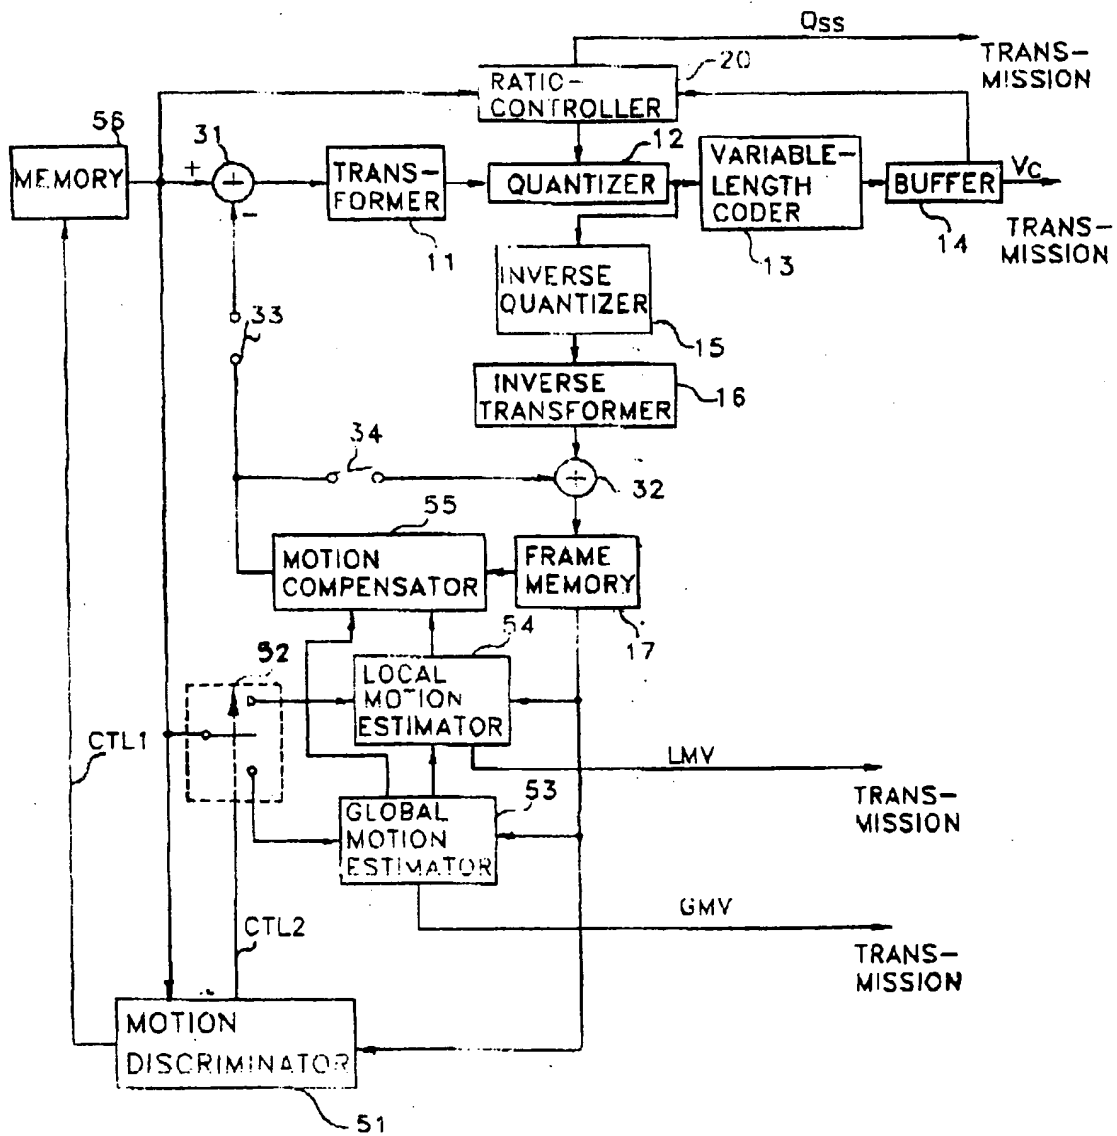 QSS
TRANS-
MISSION
20
RATIC-
CONTROLLER
56
31
12
VARIABLE-
LENGTH
CODER
MEMORY
+
+
-
TRANS-
FORMER
QUANTIZER
BUFFER
VC
TRANS-
MISSION
11
13
14
INVERSE
QUANTIZER
15
33
INVERSE
TRANSFORMER
16
34
+
32
55
MOTION
COMPENSATOR
FRAME
MEMORY
17
54
52
LOCAL
MOTION
ESTIMATOR
CTL1
LMV
TRANS-
MISSION
53
GLOBAL
MOTION
ESTIMATOR
GMV
TRANS-
MISSION
CTL2
MOTION
DISCRIMINATOR
51